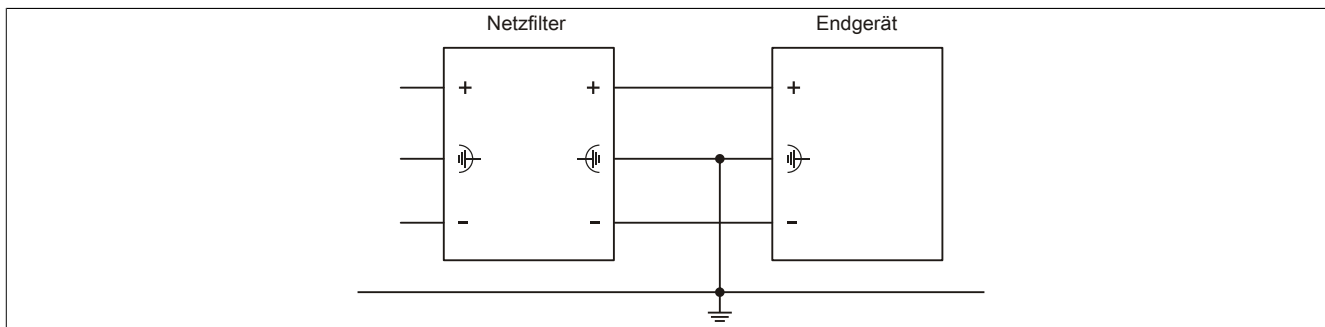 Netzfilter
Endgerät
+ + +
- - -